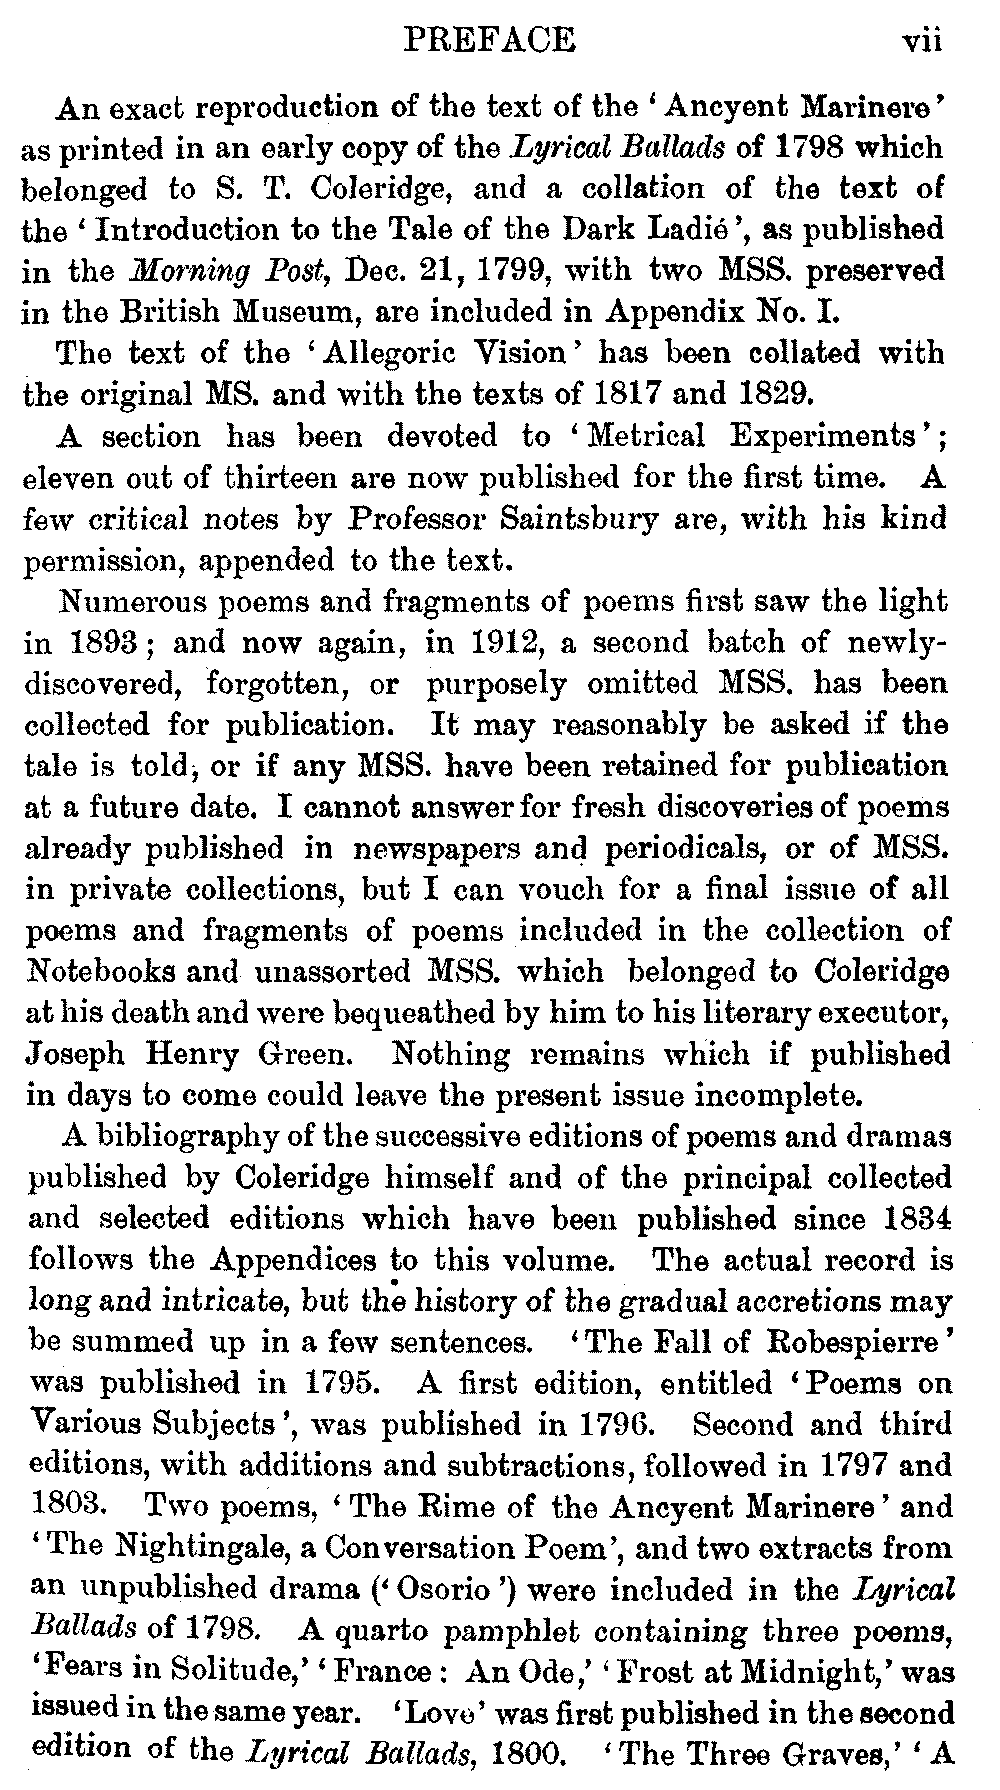 PREFACE vii
An exact reproduction of the text of the ‘ Ancyent Marinere’
as printed in an early copy of the Lyrical Ballads of 1798 which
belonged to S. T. Coleridge, and a collation of the text of
the ‘ Introduction to the Tale of the Dark Ladié ’, as published
in the Morning Post, Dec. 21, 1799, with two MSS. preserved
in the British Museum, are included in Appendix No. I.
The text of the ‘ Allegoric Vision ’ has been collated with
the original MS. and with the texts of 1817 and 1829.
A section has been devoted to ‘ Metrical Experiments ’ ;
eleven out of thirteen are now published for the first time. A
few critical notes by Professor Saintsbury are, with his kind
permission, appended to the text.
Numerous poems and fragments of poems first saw the light
in 1893 ; and now again, in 1912, a second batch of newly-
discovered, forgotten, or purposely omitted MSS. has been
collected for publication. It may reasonably be asked if the
tale is told, or if any MSS. have been retained for publication
at a future date. I cannot answer for fresh discoveries of poems
already published in newspapers and periodicals, or of MSS.
in private collections, but I can vouch for a final issue of all
poems and fragments of poems included in the collection of
Notebooks and unassorted MSS. which belonged to Coleridge
at his death and were bequeathed by him to his literary executor,
Joseph Henry Green. Nothing remains which if published
in days to come could leave the present issue incomplete.
A bibliography of the successive editions of poems and dramas
published by Coleridge himself and of the principal collected
and selected editions which have been published since 1834
follows the Appendices to this volume. The actual record is
long and intricate, but the history of the gradual accretions may
be summed up in a few sentences. ‘ The Fall of Robespierre ’
was published in 1795. A first edition, entitled ‘ Poems on
Various Subjects ’, was published in 1796. Second and third
editions, with additions and subtractions, followed in 1797 and
1803. Two poems, ‘ The Rime of the Ancyent Marinere ’ and
‘ The Nightingale, a Conversation Poem’, and two extracts from
an unpublished drama (‘ Osorio ’) were included in the Lyrical
Ballads of 1798. A quarto pamphlet containing three poems,
‘Fears in Solitude,’ ‘ France : An Ode,’ ‘ Frost at Midnight,’ was
issued in the same year. ‘Love’ was first published in the second
edition of the Lyrical Ballads, 1800. ‘ The Three Graves,’ ‘ A